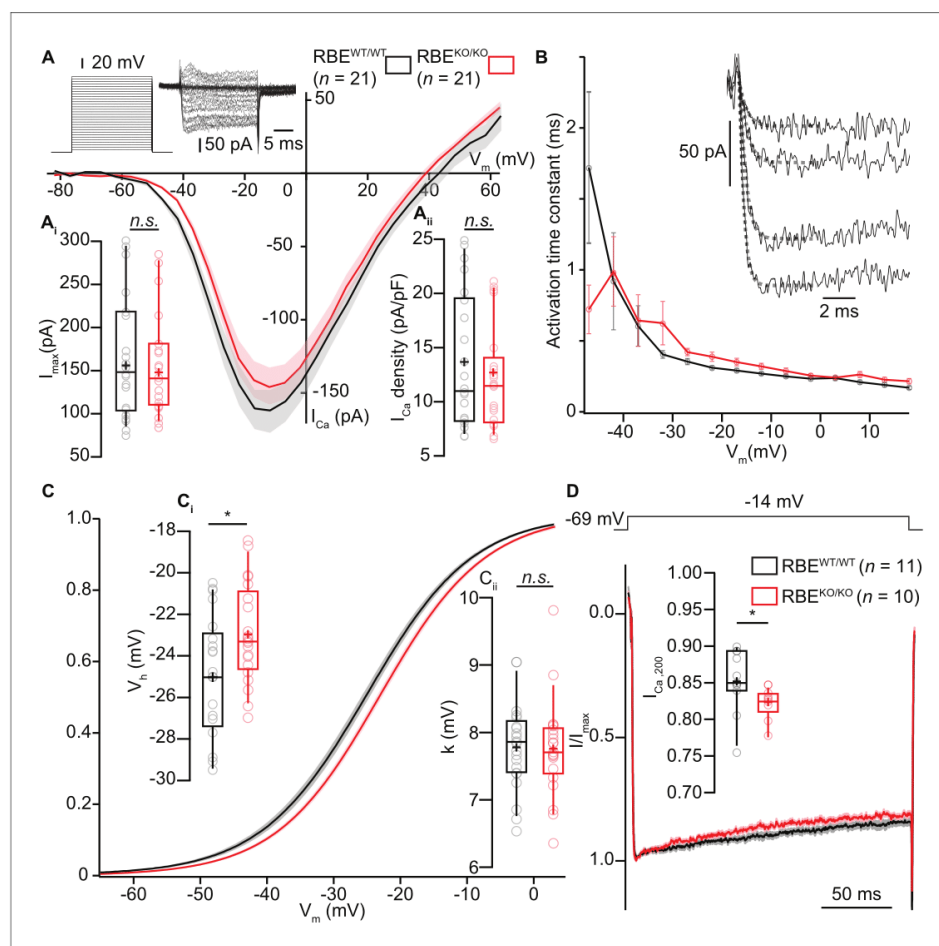 A
20 mV
50 pA
5 ms
RBE^WT/WT
(n = 21)
RBE^KO/KO
(n = 21)
50
V_m (mV)
-80 -60 -40 -20 0 20 40 60
-50
-100
-150
I_Ca (pA)
A_i
n.s.
300
250
200
150
100
50
I_max(pA)
A_ii
n.s.
25
20
15
10
5
I_Ca density (pA/pF)
B
2
1
0
Activation time constant (ms)
50 pA
2 ms
-40 -30 -20 -10 0 10
V_m(mV)
C
1.0
0.8
0.6
0.4
0.2
0
-50 -40 -30 -20 -10 0
V_m (mV)
C_i
*
-18
-20
-22
-24
-26
-28
-30
V_h (mV)
C_ii
n.s.
10
9
8
7
6
k (mV)
D
-14 mV
-69 mV
RBE^WT/WT (n = 11)
RBE^KO/KO (n = 10)
0.0
0.5
1.0
I/I_max
1.00
0.95
0.90
0.85
0.80
0.75
0.70
I_Ca,200
*
50 ms